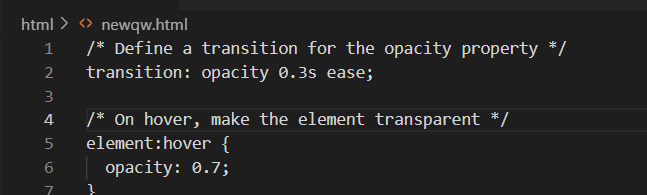 html > <> newqw.html
1 /* Define a transition for the opacity property */
2 transition: opacity 0.3s ease;
3
4 /* On hover, make the element transparent */
5 element:hover {
6 opacity: 0.7;
7 }